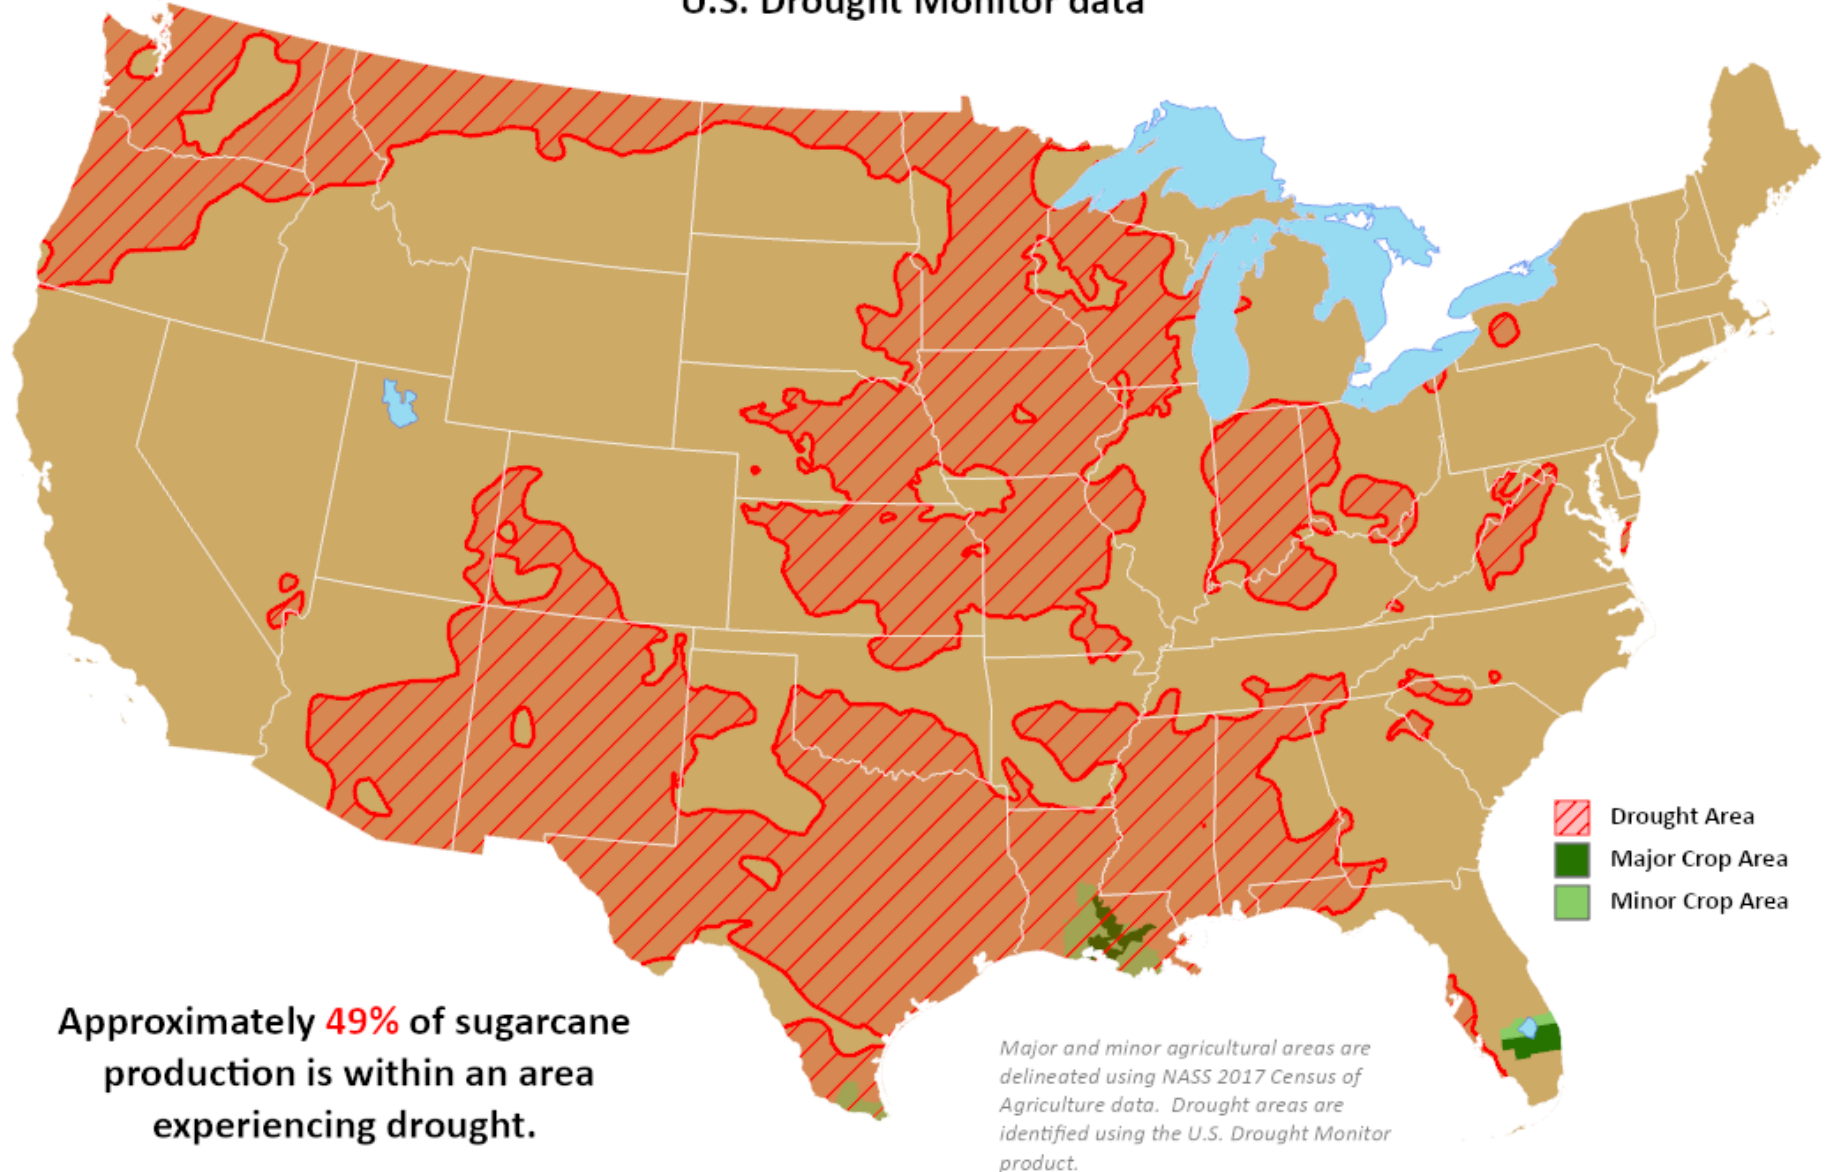 U.S. Drought Monitor data
Drought Area
Major Crop Area
Minor Crop Area
Approximately 49% of sugarcane
production is within an area
experiencing drought.
Major and minor agricultural areas are
delineated using NASS 2017 Census of
Agriculture data.  Drought areas are
identified using the U.S. Drought Monitor
product.